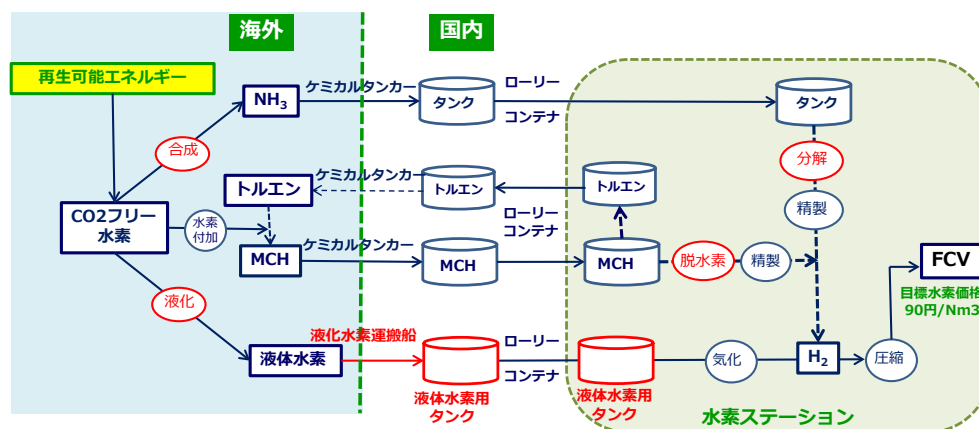 海外
国内
再生可能エネルギー
NH3
ケミカルタンカー
タンク
ローリー
コンテナ
タンク
合成
分解
トルエン
ケミカルタンカー
トルエン
トルエン
ローリー
コンテナ
精製
CO2フリー
水素
水素
付加
MCH
ケミカルタンカー
MCH
MCH
脱水素
精製
FCV
目標水素価格
90円/Nm3
液化
液体水素
液化水素運搬船
ローリー
コンテナ
気化
H2
圧縮
液体水素用
タンク
液体水素用
タンク
水素ステーション